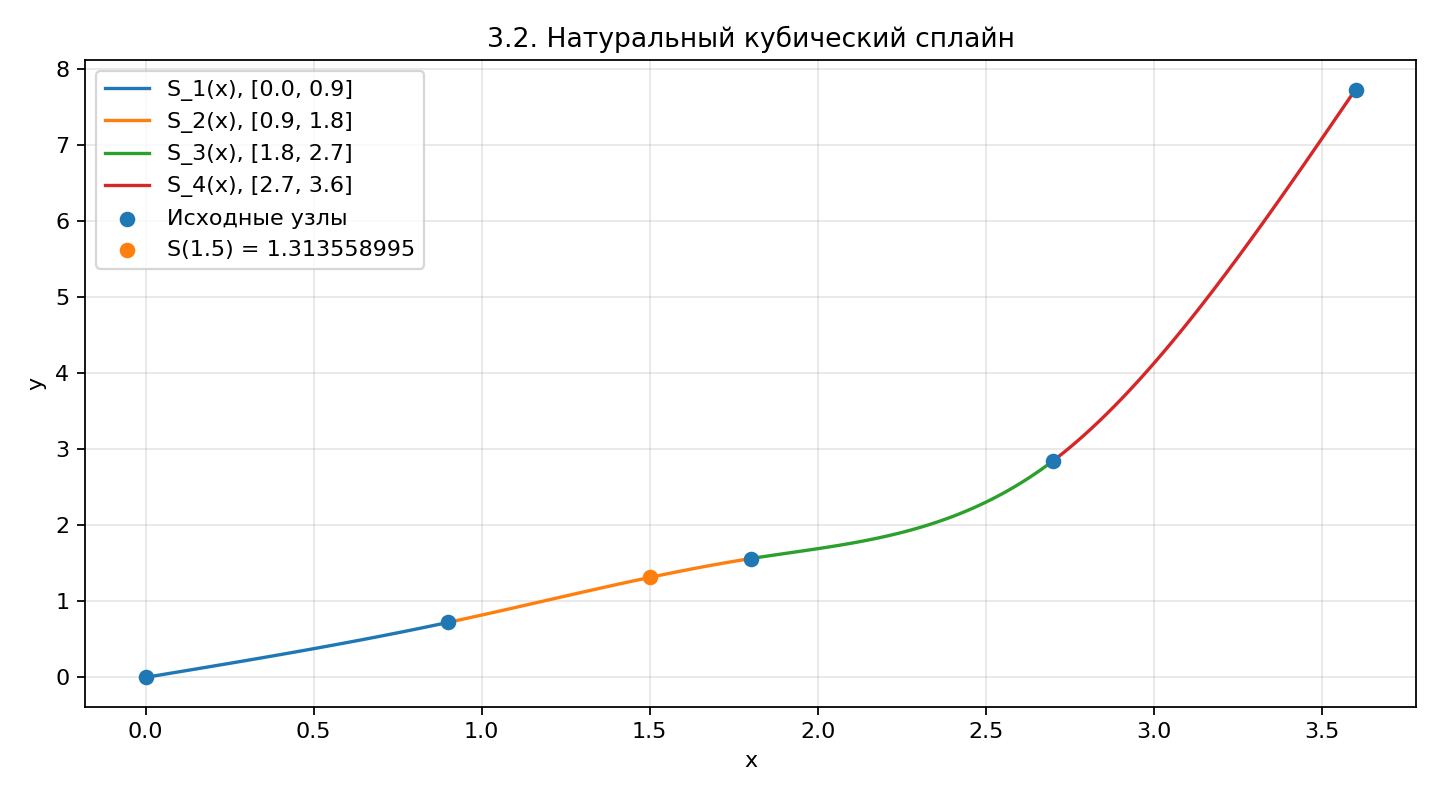 3.2. Натуральный кубический сплайн
8
7
6
5
4
3
2
1
0
y
S_1(x), [0.0, 0.9]
S_2(x), [0.9, 1.8]
S_3(x), [1.8, 2.7]
S_4(x), [2.7, 3.6]
Исходные узлы
S(1.5) = 1.313558995
0.0 0.5 1.0 1.5 2.0 2.5 3.0 3.5
x